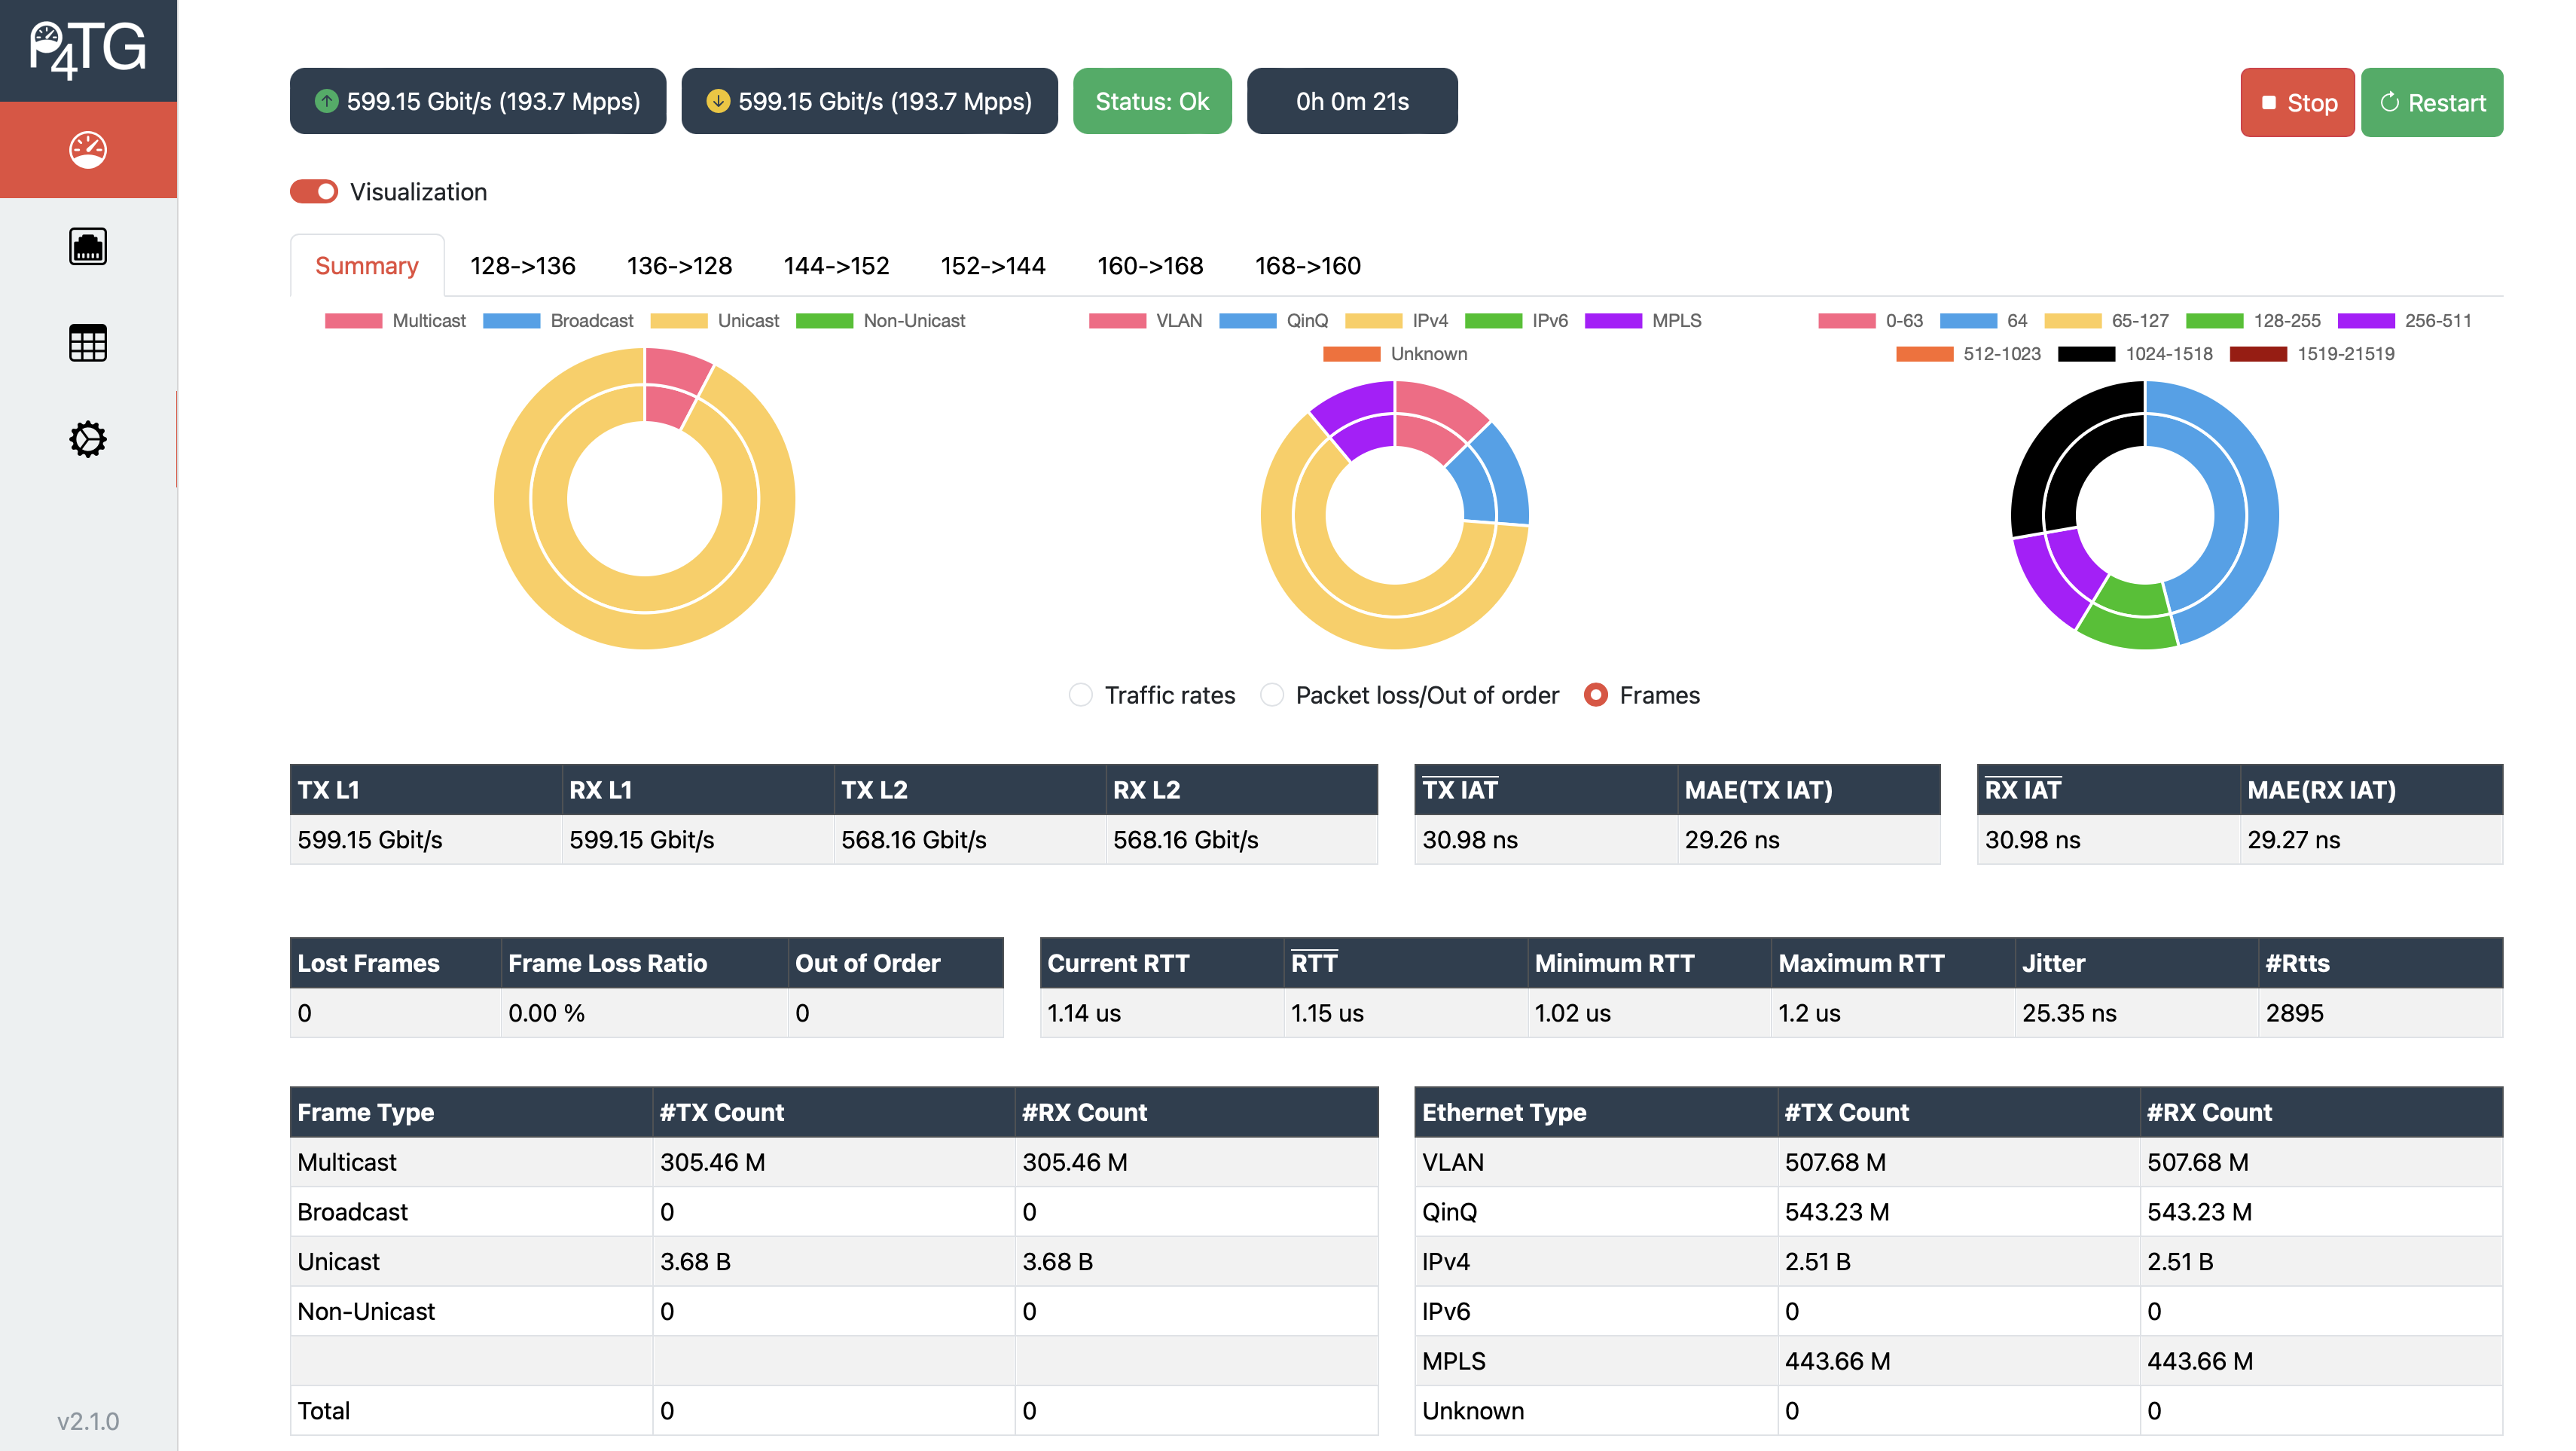 P4TG
599.15 Gbit/s (193.7 Mpps) 599.15 Gbit/s (193.7 Mpps) Status: Ok 0h 0m 21s Stop Restart
Visualization
Summary 128->136 136->128 144->152 152->144 160->168 168->160
Multicast Broadcast Unicast Non-Unicast
VLAN QinQ IPv4 IPv6 MPLS
Unknown
0-63 64 65-127 128-255 256-511
512-1023 1024-1518 1519-21519
Traffic rates Packet loss/Out of order Frames
TX L1 RX L1 TX L2 RX L2
599.15 Gbit/s 599.15 Gbit/s 568.16 Gbit/s 568.16 Gbit/s
TX IAT MAE(TX IAT)
30.98 ns 29.26 ns
RX IAT MAE(RX IAT)
30.98 ns 29.27 ns
Lost Frames Frame Loss Ratio Out of Order
0 0.00 % 0
Current RTT RTT Minimum RTT Maximum RTT Jitter #Rtts
1.14 us 1.15 us 1.02 us 1.2 us 25.35 ns 2895
Frame Type #TX Count #RX Count
Multicast 305.46 M 305.46 M
Broadcast 0 0
Unicast 3.68 B 3.68 B
Non-Unicast 0 0
Total 0 0
Ethernet Type #TX Count #RX Count
VLAN 507.68 M 507.68 M
QinQ 543.23 M 543.23 M
IPv4 2.51 B 2.51 B
IPv6 0 0
MPLS 443.66 M 443.66 M
Unknown 0 0
v2.1.0